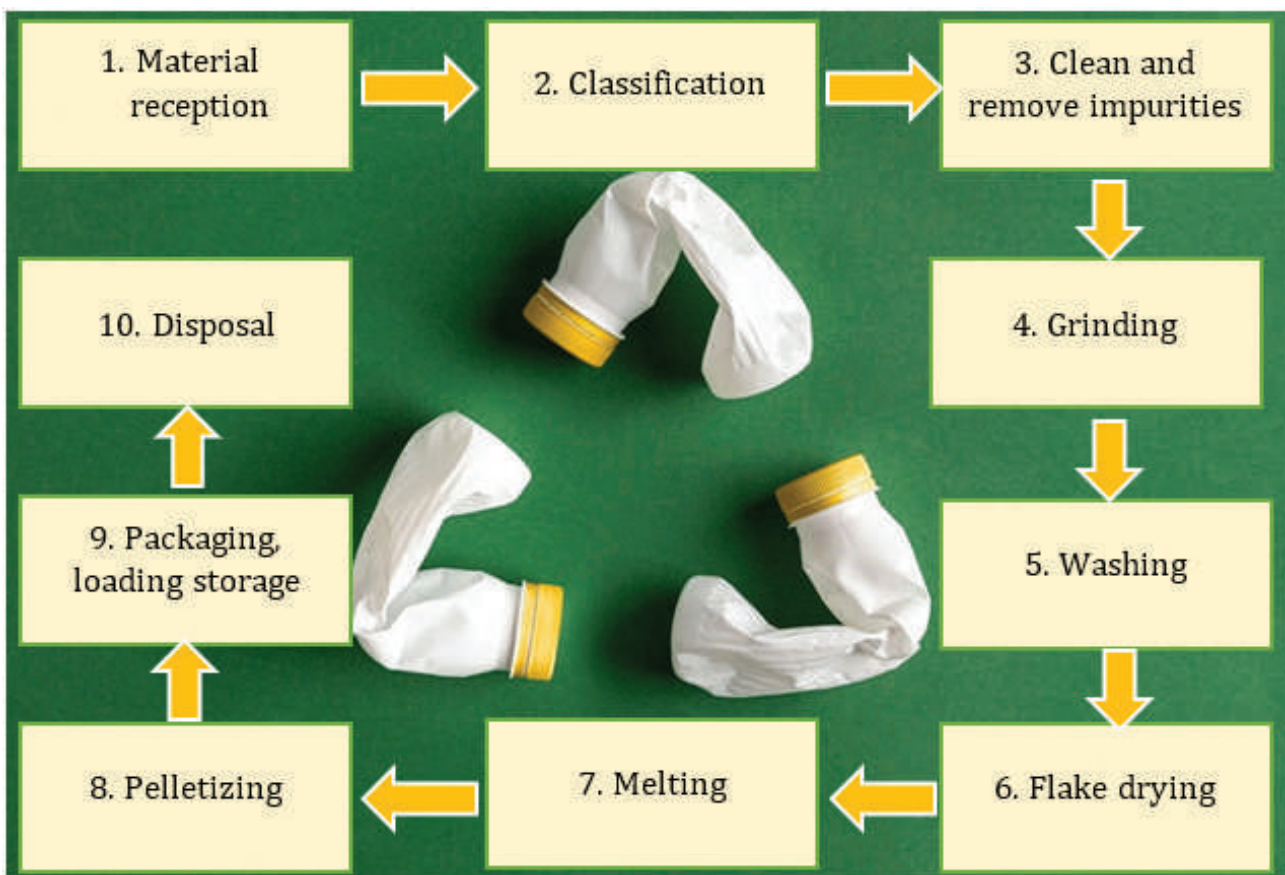 1. Material
reception
2. Classification
3. Clean and
remove impurities
4. Grinding
5. Washing
6. Flake drying
7. Melting
8. Pelletizing
9. Packaging,
loading storage
10. Disposal